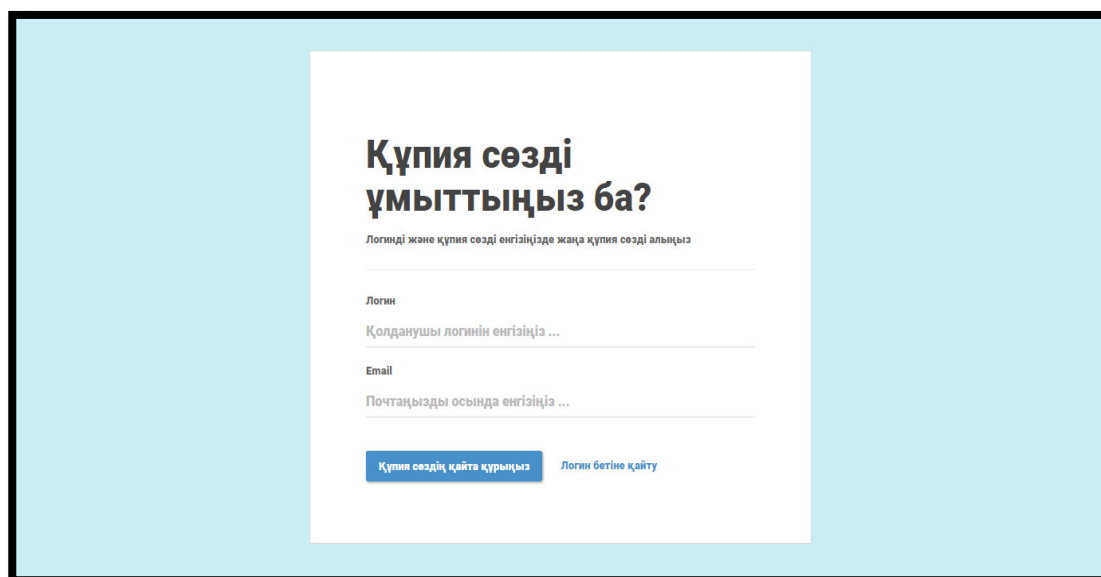 Құпия сөзді
ұмыттыңыз ба?
Логинді және құпия сөзді енгізіңізде жаңа құпия сөзді алыңыз
Логин
Қолданушы логинін енгізіңіз ...
Email
Почтаңызды осында енгізіңіз ...
Құпия сөздің қайта құрыңыз
Логин бетіне қайту